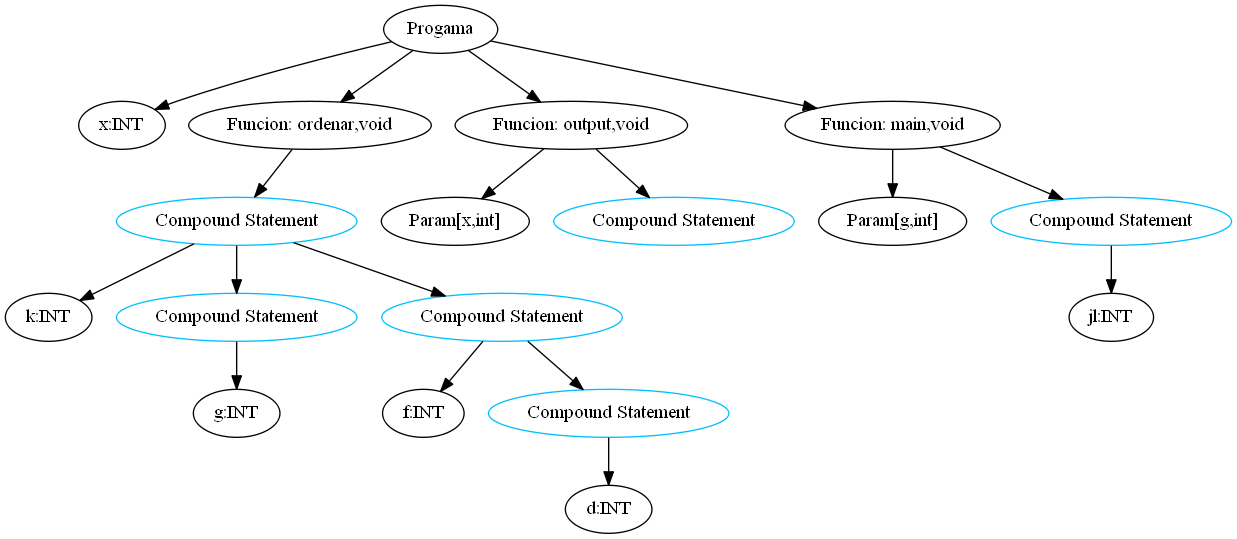 Progama
x:INT
Funcion: ordenar,void
Funcion: output,void
Funcion: main,void
Compound Statement
Param[x,int]
Compound Statement
Param[g,int]
Compound Statement
k:INT
Compound Statement
Compound Statement
jl:INT
g:INT
f:INT
Compound Statement
d:INT